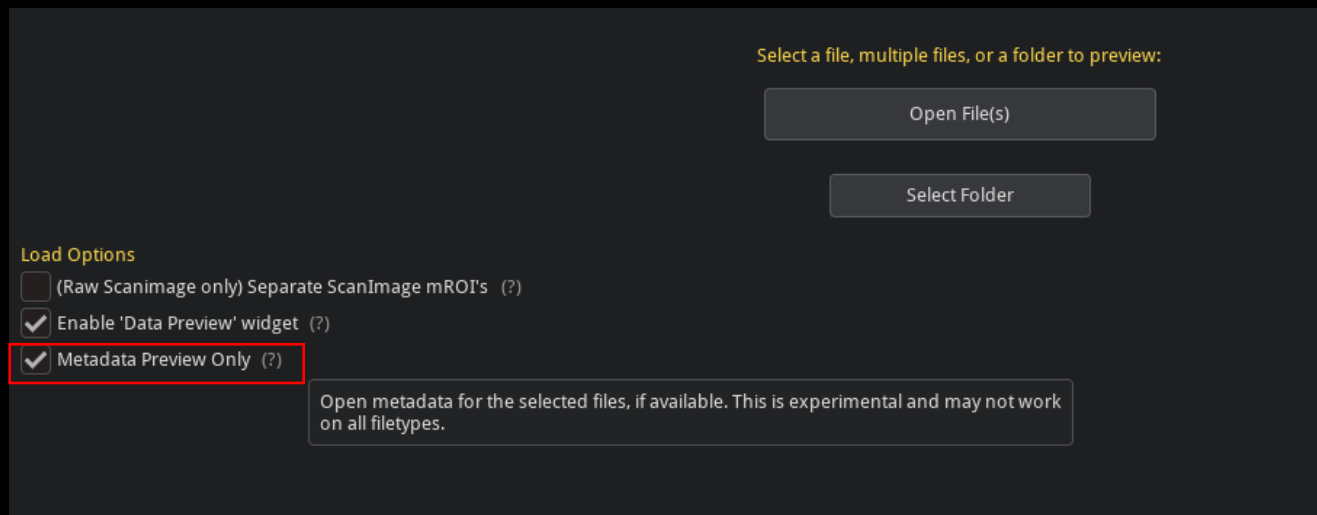 Select a file, multiple files, or a folder to preview:
Open File(s)
Select Folder
Load Options
(Raw Scanimage only) Separate ScanImage mROI's (?)
Enable 'Data Preview' widget (?)
Metadata Preview Only (?)
Open metadata for the selected files, if available. This is experimental and may not work
on all filetypes.